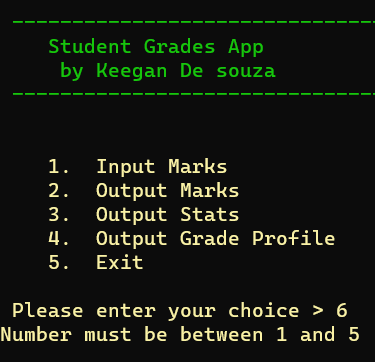 Student Grades App
by Keegan De souza
1. Input Marks
2. Output Marks
3. Output Stats
4. Output Grade Profile
5. Exit
Please enter your choice > 6
Number must be between 1 and 5